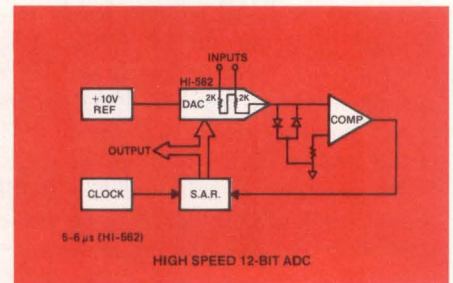 INPUTS
HI-562
+10V
REF
DAC
2K
2K
COMP
OUTPUT
CLOCK
S.A.R.
5-6 μs (HI-562)
HIGH SPEED 12-BIT ADC